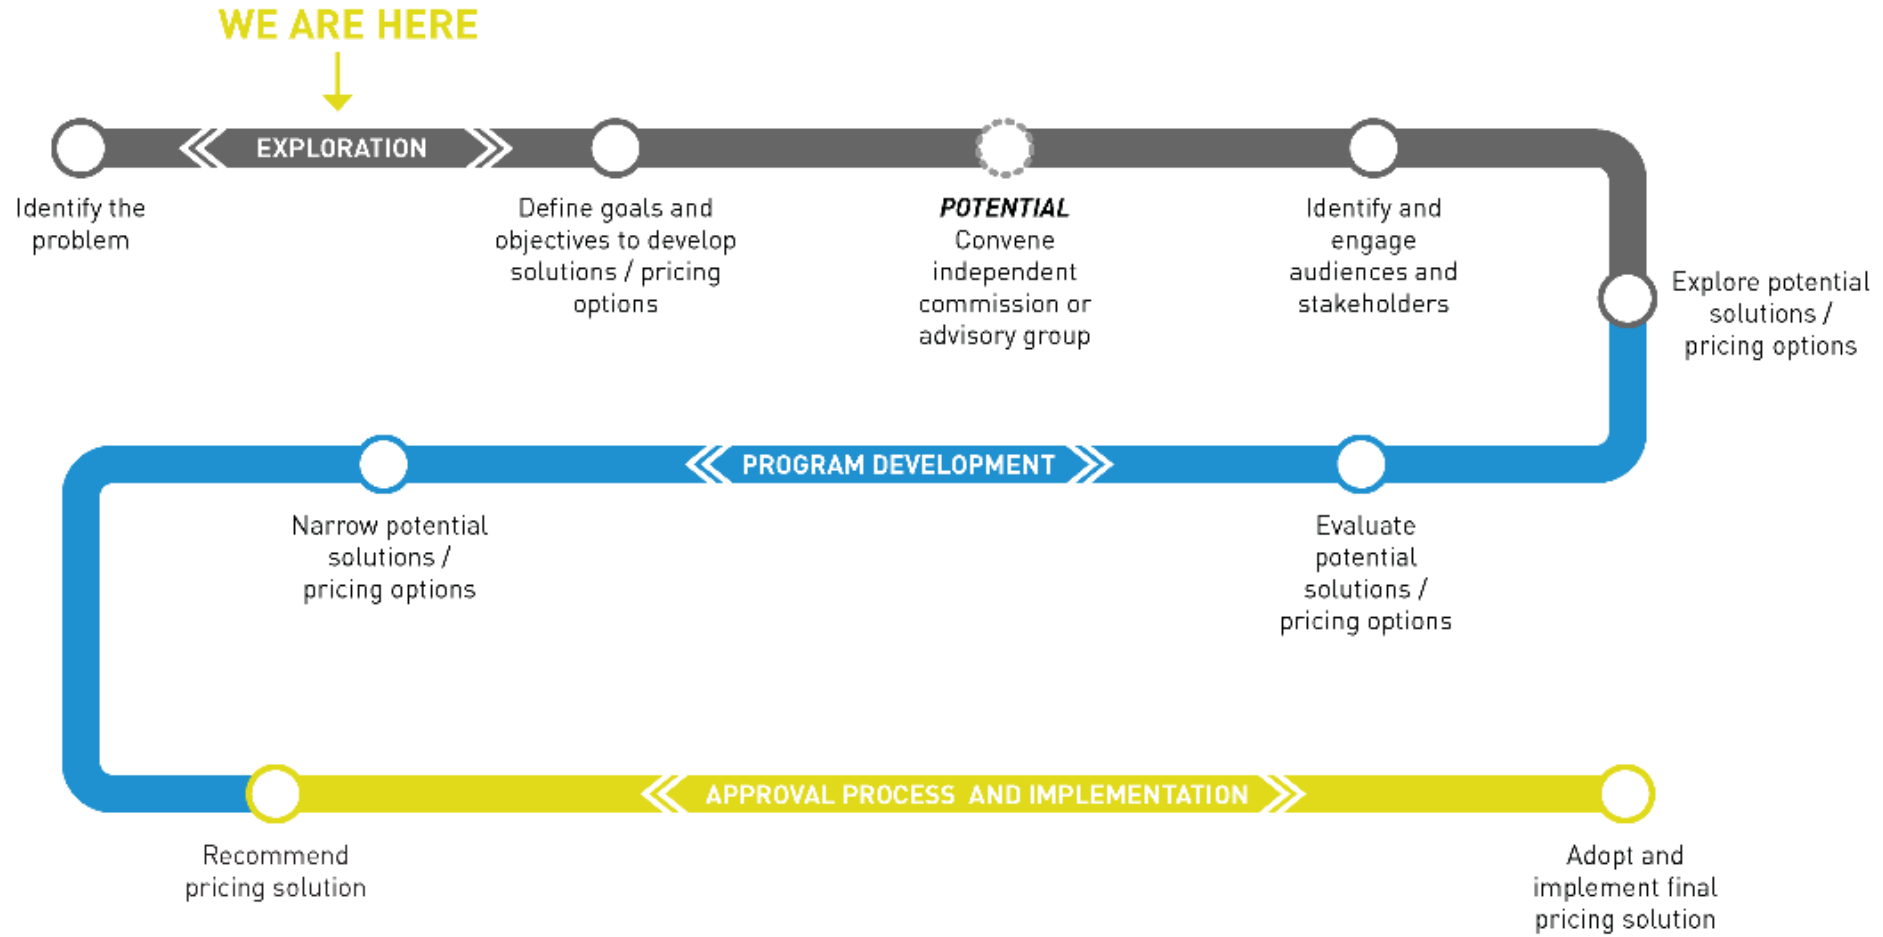 WE ARE HERE
EXPLORATION
Identify the
problem
Define goals and
objectives to develop
solutions / pricing
options
POTENTIAL
Convene
independent
commission or
advisory group
Identify and
engage
audiences and
stakeholders
Explore potential
solutions /
pricing options
PROGRAM DEVELOPMENT
Narrow potential
solutions /
pricing options
Evaluate
potential
solutions /
pricing options
APPROVAL PROCESS AND IMPLEMENTATION
Recommend
pricing solution
Adopt and
implement final
pricing solution